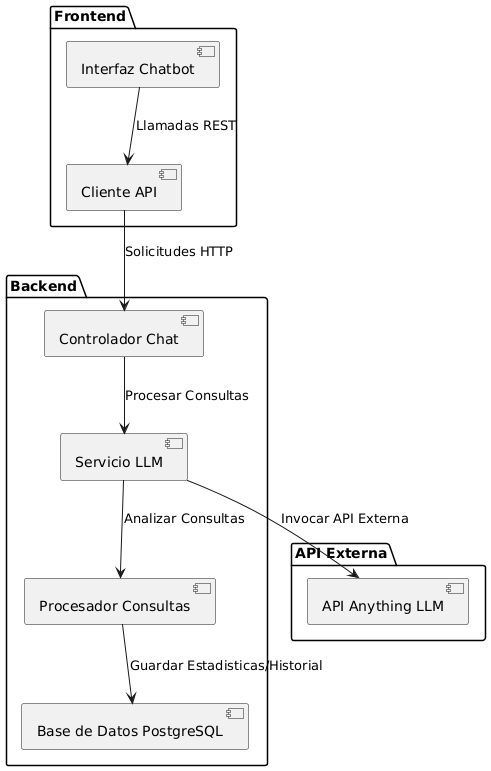 Frontend
Interfaz Chatbot
Llamadas REST
Cliente API
Solicitudes HTTP
Backend
Controlador Chat
Procesar Consultas
Servicio LLM
Analizar Consultas
Invocar API Externa
API Externa
Procesador Consultas
API Anything LLM
Guardar Estadisticas/Historial
Base de Datos PostgreSQL